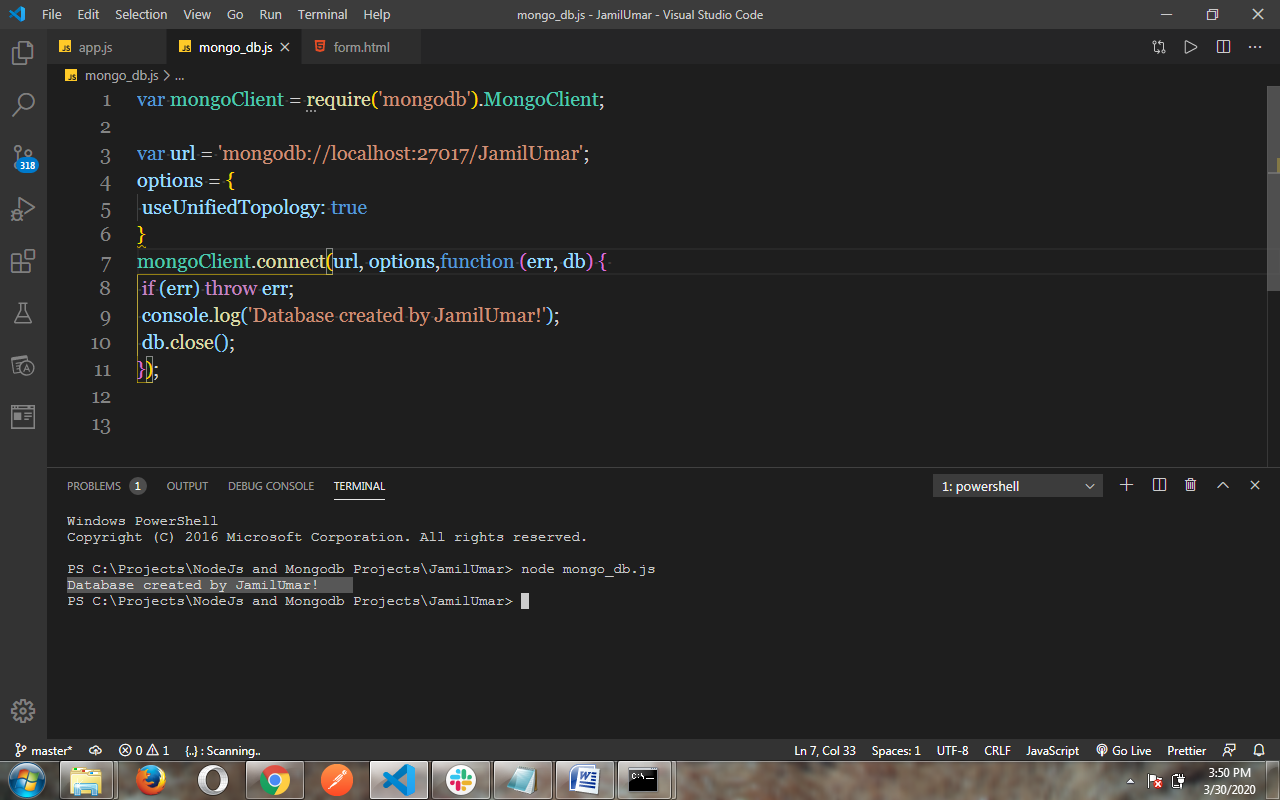 File Edit Selection View Go Run Terminal Help mongo_db.js - JamilUmar - Visual Studio Code
JS app.js JS mongo_db.js form.html
JS mongo_db.js > ...
1 var mongoClient = require('mongodb').MongoClient;
2
3 var url = 'mongodb://localhost:27017/JamilUmar';
4 options = {
5 useUnifiedTopology: true
6 }
7 mongoClient.connect(url, options,function (err, db) {
8 if (err) throw err;
9 console.log('Database created by JamilUmar!');
10 db.close();
11 });
12
13
318
PROBLEMS 1 OUTPUT DEBUG CONSOLE TERMINAL 1: powershell
Windows PowerShell
Copyright (C) 2016 Microsoft Corporation. All rights reserved.
PS C:\Projects\NodeJs and Mongodb Projects\JamilUmar> node mongo_db.js
Database created by JamilUmar!
PS C:\Projects\NodeJs and Mongodb Projects\JamilUmar>
master* 0 1 {..} : Scanning.. Ln 7, Col 33 Spaces: 1 UTF-8 CRLF JavaScript Go Live Prettier
3:50 PM
3/30/2020